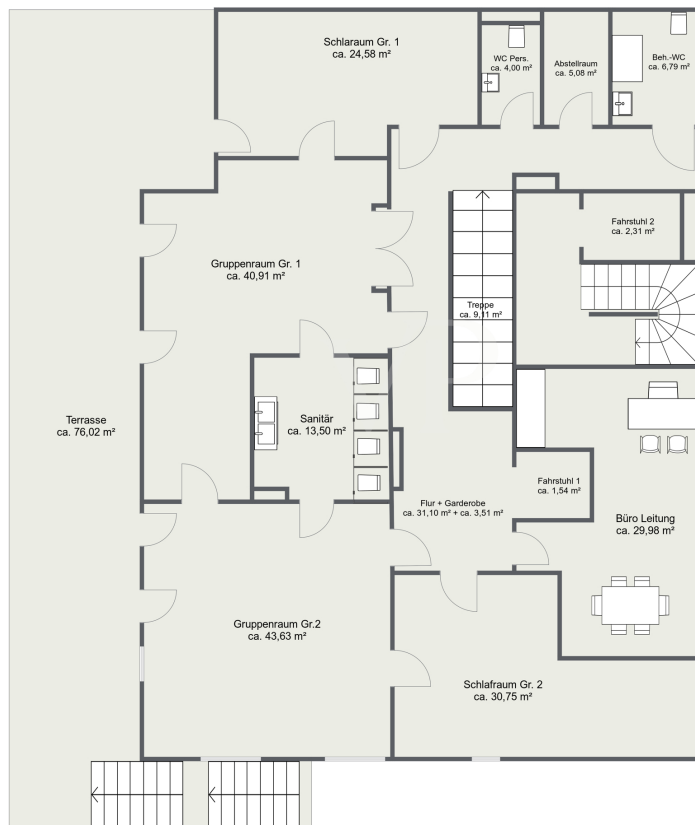 Schlaraum Gr. 1
ca. 24,58 m²
WC Pers.
ca. 4,00 m²
Abstellraum
ca. 5,08 m²
Beh.-WC
ca. 6,79 m²
Gruppenraum Gr. 1
ca. 40,91 m²
Fahrstuhl 2
ca. 2,31 m²
Treppe
ca. 9,11 m²
Terrasse
ca. 76,02 m²
Sanitär
ca. 13,50 m²
Flur + Garderobe
ca. 31,10 m² + ca. 3,51 m²
Fahrstuhl 1
ca. 1,54 m²
Büro Leitung
ca. 29,98 m²
Gruppenraum Gr.2
ca. 43,63 m²
Schlafraum Gr. 2
ca. 30,75 m²